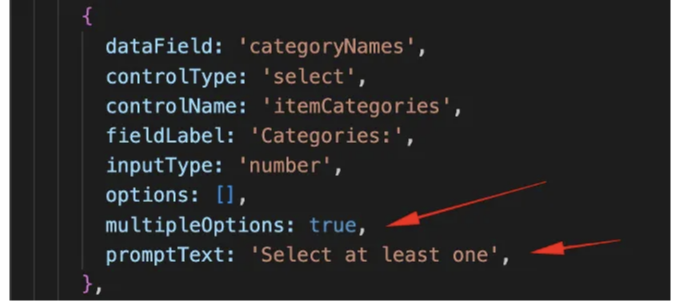 {
dataField: 'categoryNames',
controlType: 'select',
controlName: 'itemCategories',
fieldLabel: 'Categories:',
inputType: 'number',
options: [],
multipleOptions: true,
promptText: 'Select at least one',
},